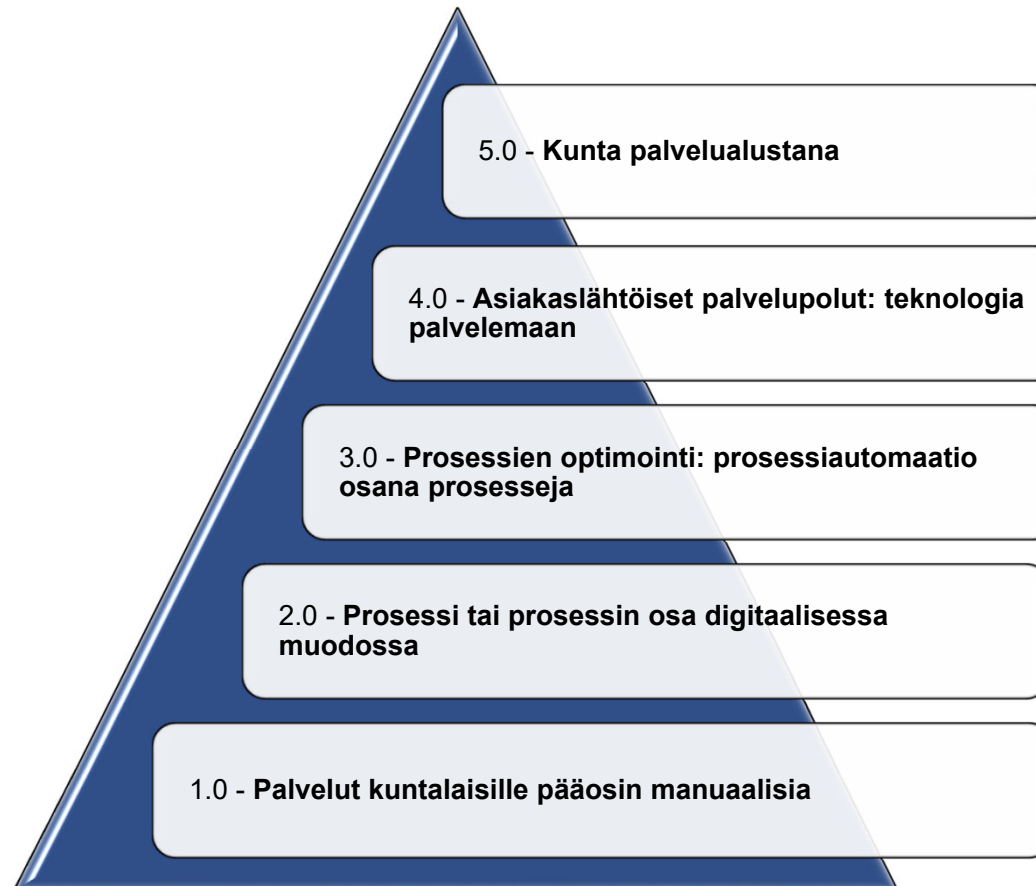 5.0 - Kunta palvelualustana
4.0 - Asiakaslähtöiset palvelupolut: teknologia
palvelemaan
3.0 - Prosessien optimointi: prosessiautomaatio
osana prosesseja
2.0 - Prosessi tai prosessin osa digitaalisessa
muodossa
1.0 - Palvelut kuntalaisille pääosin manuaalisia